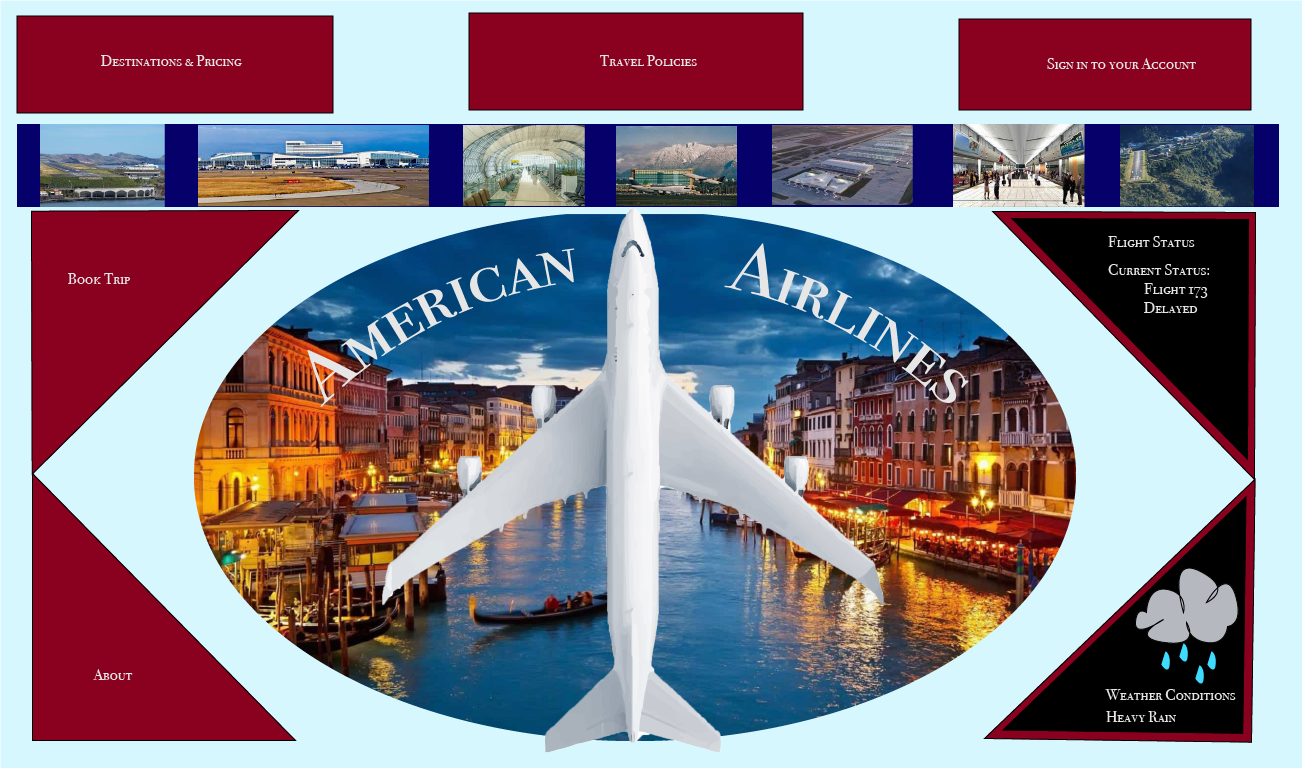 Destinations & Pricing
Travel Policies
Sign in to your Account
Book Trip
American Airlines
Flight Status
Current Status:
Flight 173
Delayed
About
Weather Conditions
Heavy Rain